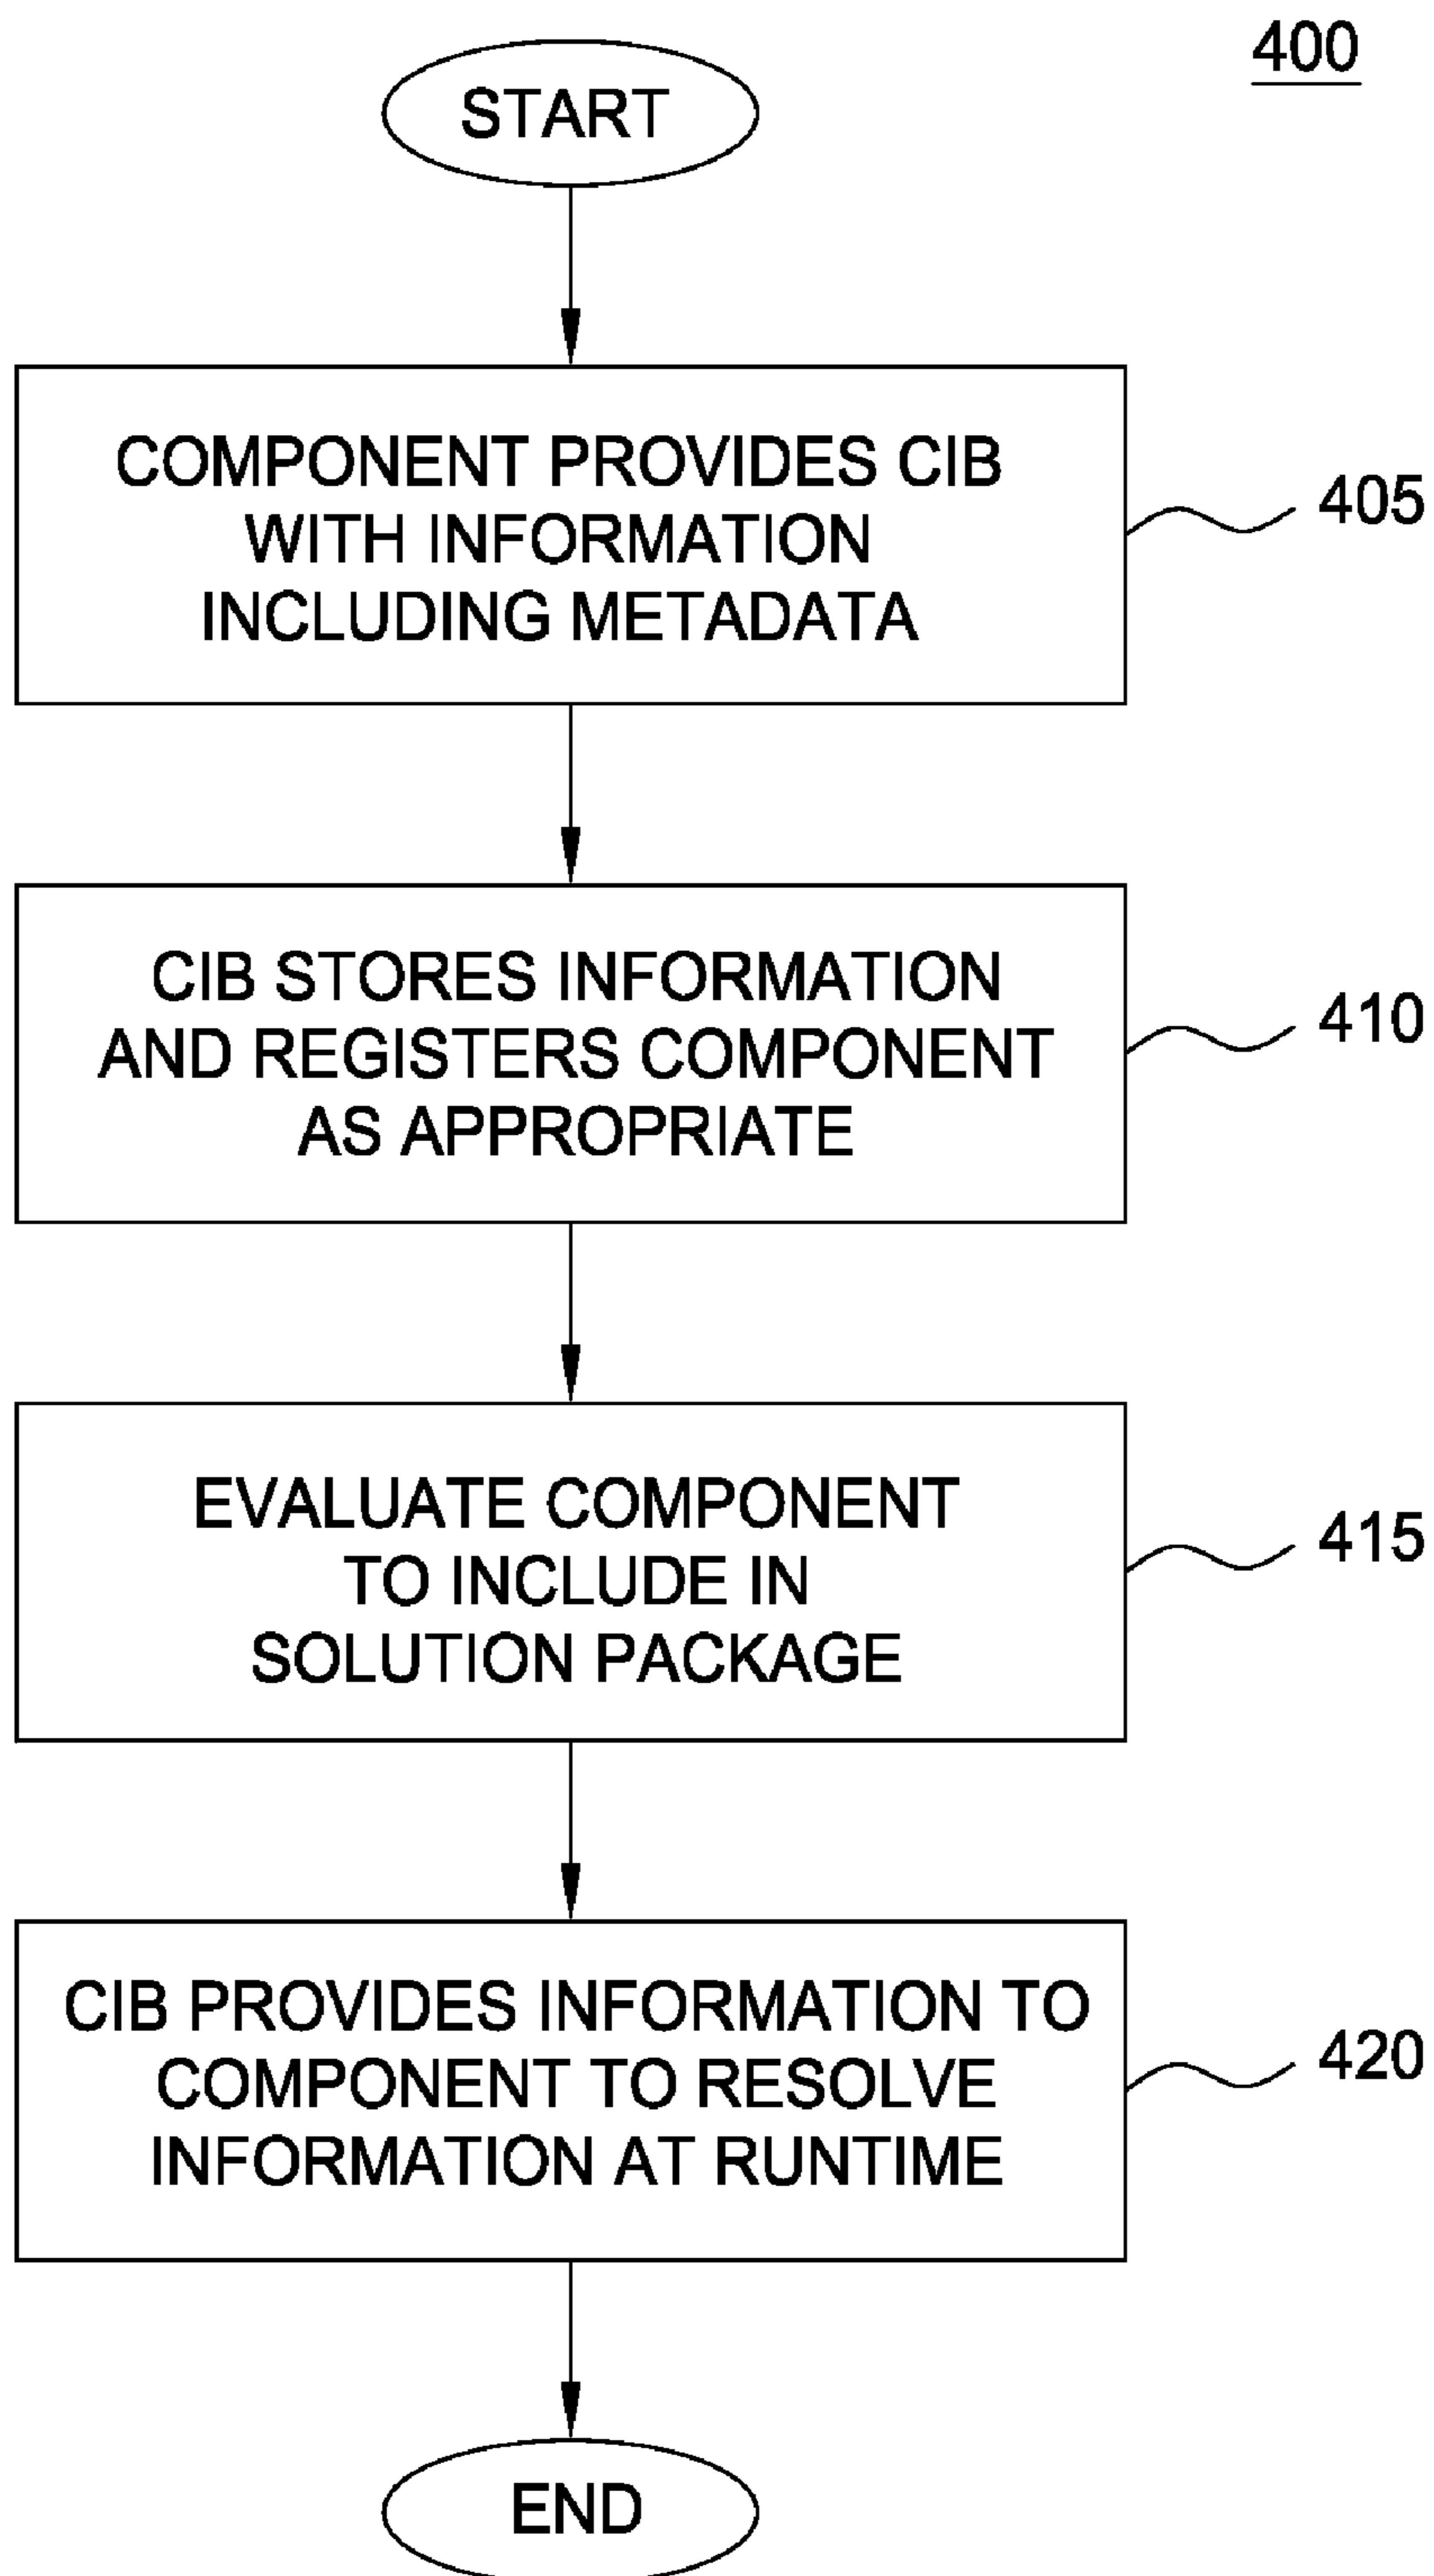 400
START
COMPONENT PROVIDES CIB
WITH INFORMATION
INCLUDING METADATA
405
CIB STORES INFORMATION
AND REGISTERS COMPONENT
AS APPROPRIATE
410
EVALUATE COMPONENT
TO INCLUDE IN
SOLUTION PACKAGE
415
CIB PROVIDES INFORMATION TO
COMPONENT TO RESOLVE
INFORMATION AT RUNTIME
420
END